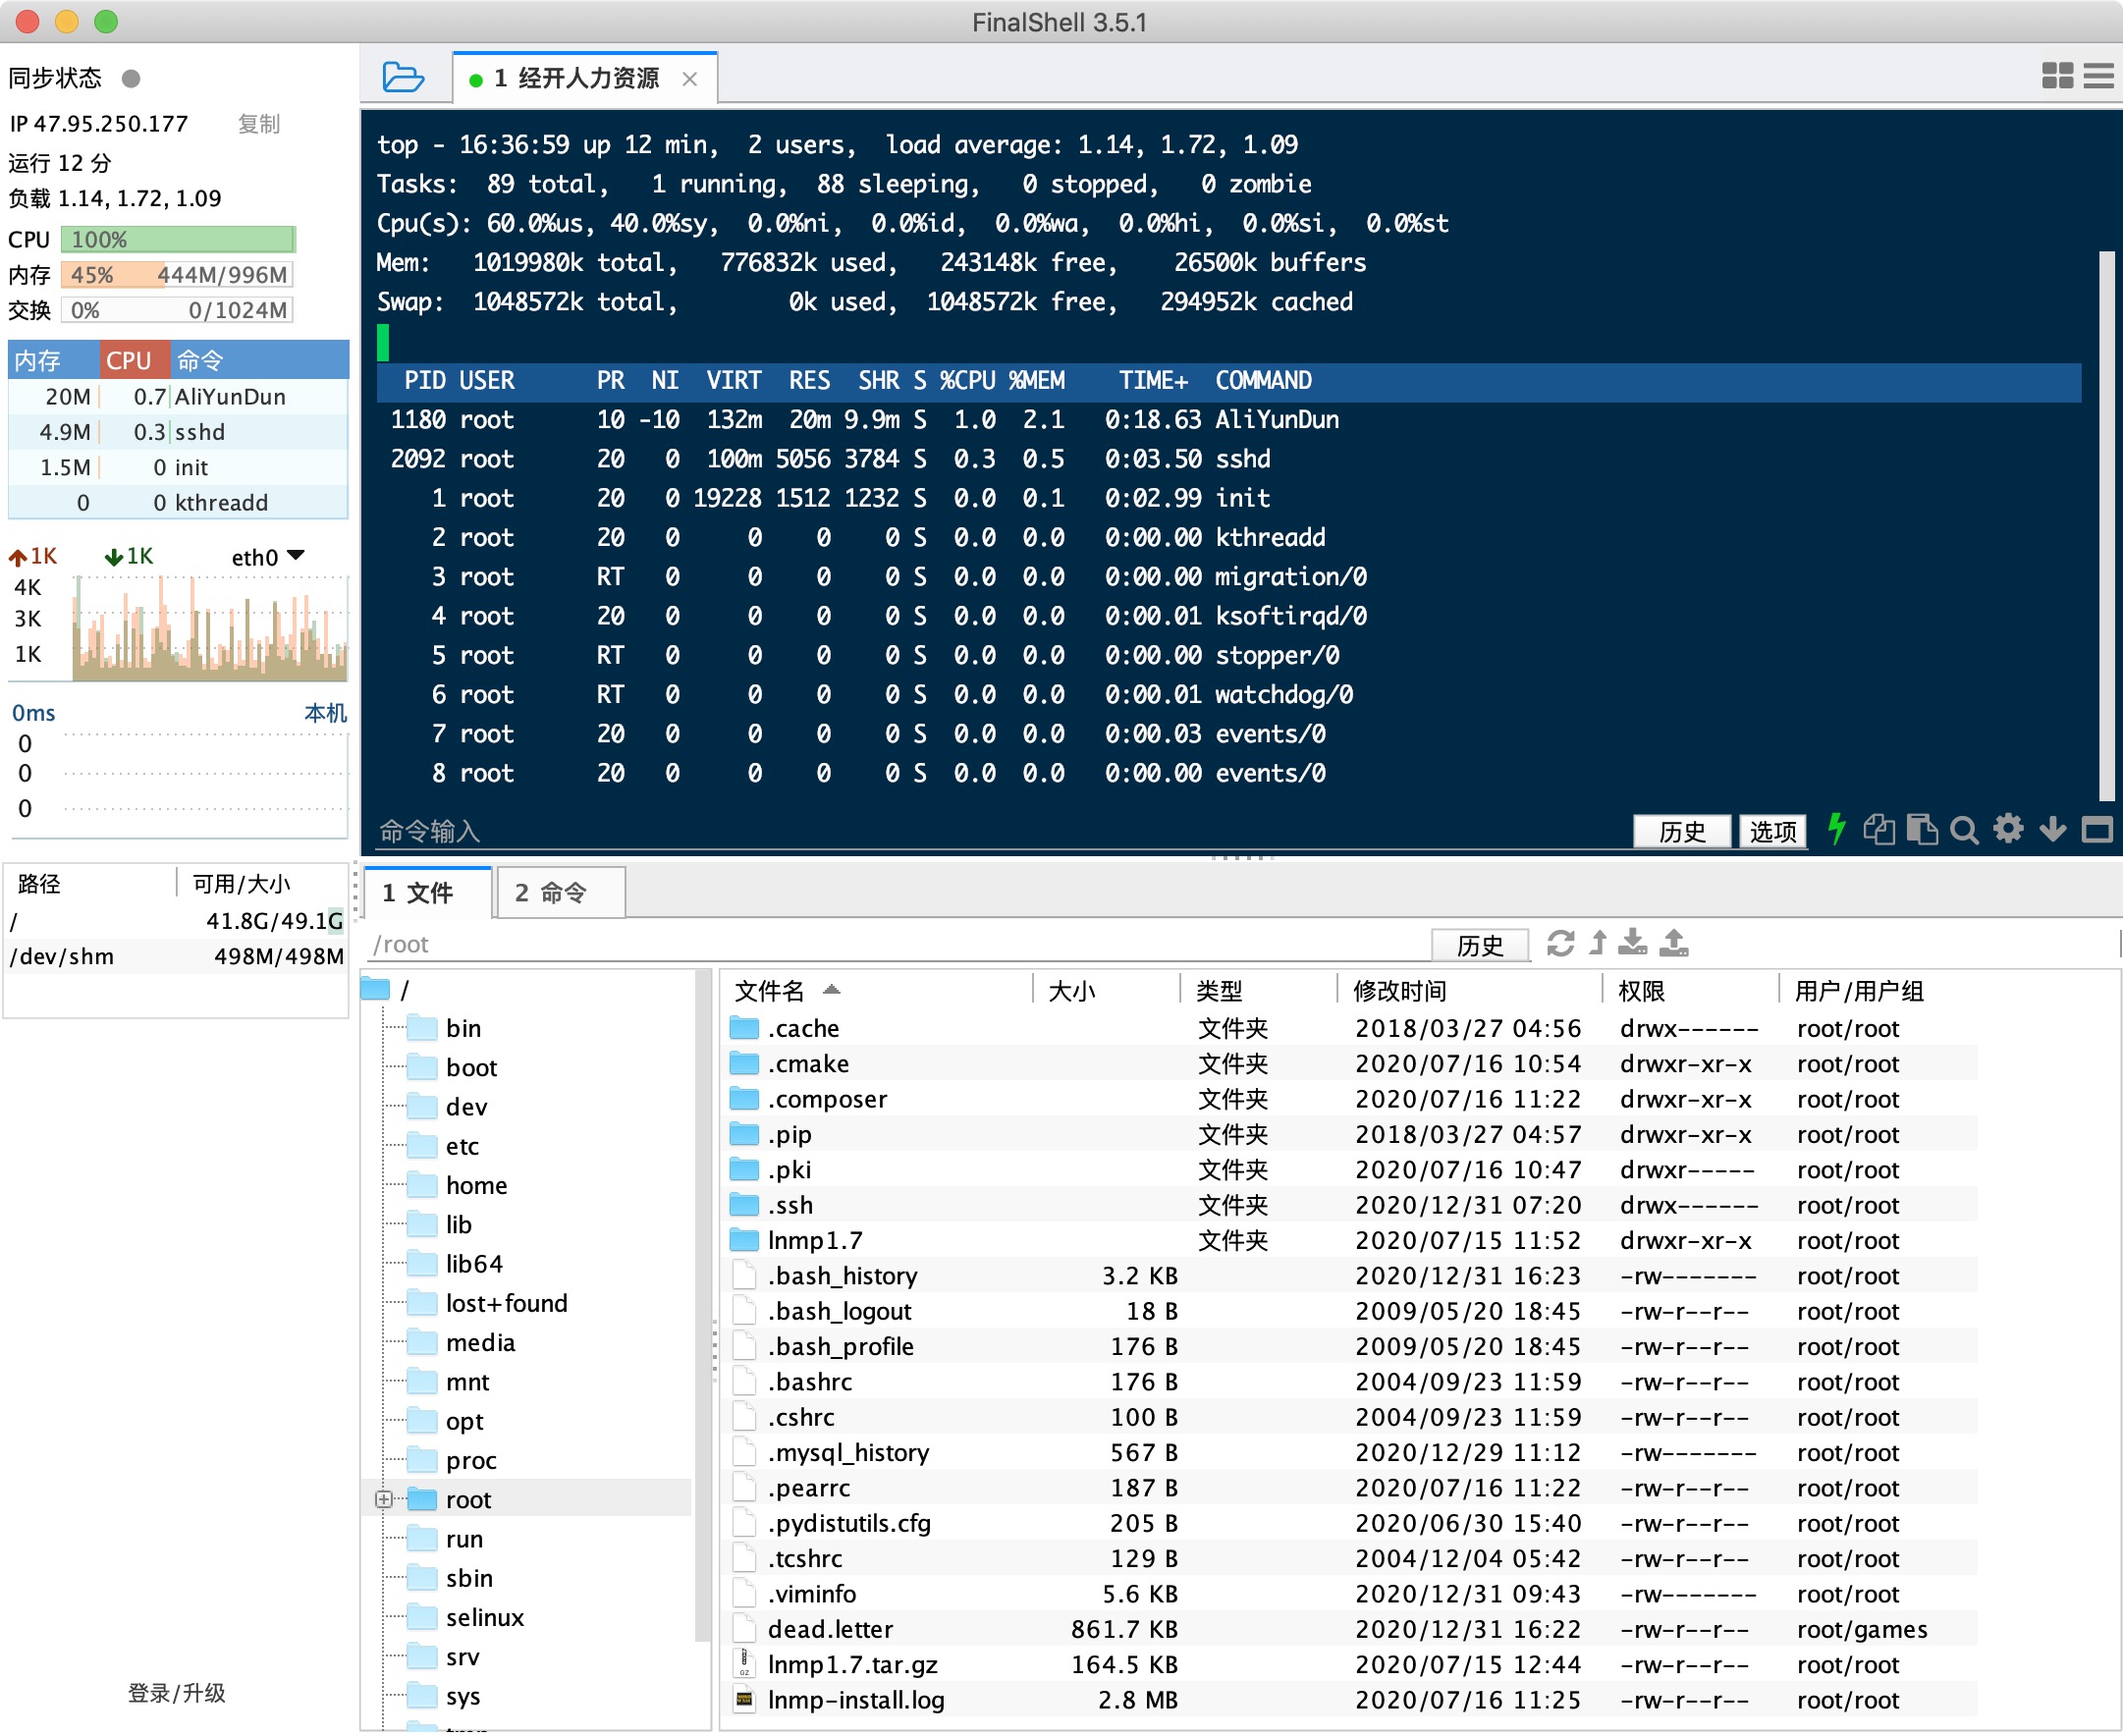 FinalShell 3.5.1
同步状态
IP 47.95.250.177 复制
运行 12 分
负载 1.14, 1.72, 1.09
CPU 100%
内存 45% 444M/996M
交换 0% 0/1024M
内存 CPU 命令
20M 0.7 AliYunDun
4.9M 0.3 sshd
1.5M 0 init
0 0 kthreadd
1K 1K eth0
4K
3K
1K
0ms 本机
0
0
0
路径 可用/大小
/ 41.8G/49.1G
/dev/shm 498M/498M
登录/升级
1 经开人力资源
top - 16:36:59 up 12 min,  2 users,  load average: 1.14, 1.72, 1.09
Tasks:  89 total,   1 running,  88 sleeping,   0 stopped,   0 zombie
Cpu(s): 60.0%us, 40.0%sy,  0.0%ni,  0.0%id,  0.0%wa,  0.0%hi,  0.0%si,  0.0%st
Mem:   1019980k total,   776832k used,   243148k free,    26500k buffers
Swap:  1048572k total,        0k used,  1048572k free,   294952k cached
PID USER PR NI VIRT RES SHR S %CPU %MEM TIME+ COMMAND
1180 root 10 -10 132m 20m 9.9m S 1.0 2.1 0:18.63 AliYunDun
2092 root 20 0 100m 5056 3784 S 0.3 0.5 0:03.50 sshd
1 root 20 0 19228 1512 1232 S 0.0 0.1 0:02.99 init
2 root 20 0 0 0 0 S 0.0 0.0 0:00.00 kthreadd
3 root RT 0 0 0 0 S 0.0 0.0 0:00.00 migration/0
4 root 20 0 0 0 0 S 0.0 0.0 0:00.01 ksoftirqd/0
5 root RT 0 0 0 0 S 0.0 0.0 0:00.00 stopper/0
6 root RT 0 0 0 0 S 0.0 0.0 0:00.01 watchdog/0
7 root 20 0 0 0 0 S 0.0 0.0 0:00.03 events/0
8 root 20 0 0 0 0 S 0.0 0.0 0:00.00 events/0
命令输入 历史 选项
1 文件 2 命令
/root 历史
/
bin
boot
dev
etc
home
lib
lib64
lost+found
media
mnt
opt
proc
root
run
sbin
selinux
srv
sys
文件名 大小 类型 修改时间 权限 用户/用户组
.cache 文件夹 2018/03/27 04:56 drwx------ root/root
.cmake 文件夹 2020/07/16 10:54 drwxr-xr-x root/root
.composer 文件夹 2020/07/16 11:22 drwxr-xr-x root/root
.pip 文件夹 2018/03/27 04:57 drwxr-xr-x root/root
.pki 文件夹 2020/07/16 10:47 drwxr----- root/root
.ssh 文件夹 2020/12/31 07:20 drwx------ root/root
lnmp1.7 文件夹 2020/07/15 11:52 drwxr-xr-x root/root
.bash_history 3.2 KB 2020/12/31 16:23 -rw------- root/root
.bash_logout 18 B 2009/05/20 18:45 -rw-r--r-- root/root
.bash_profile 176 B 2009/05/20 18:45 -rw-r--r-- root/root
.bashrc 176 B 2004/09/23 11:59 -rw-r--r-- root/root
.cshrc 100 B 2004/09/23 11:59 -rw-r--r-- root/root
.mysql_history 567 B 2020/12/29 11:12 -rw------- root/root
.pearrc 187 B 2020/07/16 11:22 -rw-r--r-- root/root
.pydistutils.cfg 205 B 2020/06/30 15:40 -rw-r--r-- root/root
.tcshrc 129 B 2004/12/04 05:42 -rw-r--r-- root/root
.viminfo 5.6 KB 2020/12/31 09:43 -rw------- root/root
dead.letter 861.7 KB 2020/12/31 16:22 -rw-r--r-- root/games
lnmp1.7.tar.gz 164.5 KB 2020/07/15 12:44 -rw-r--r-- root/root
lnmp-install.log 2.8 MB 2020/07/16 11:25 -rw-r--r-- root/root